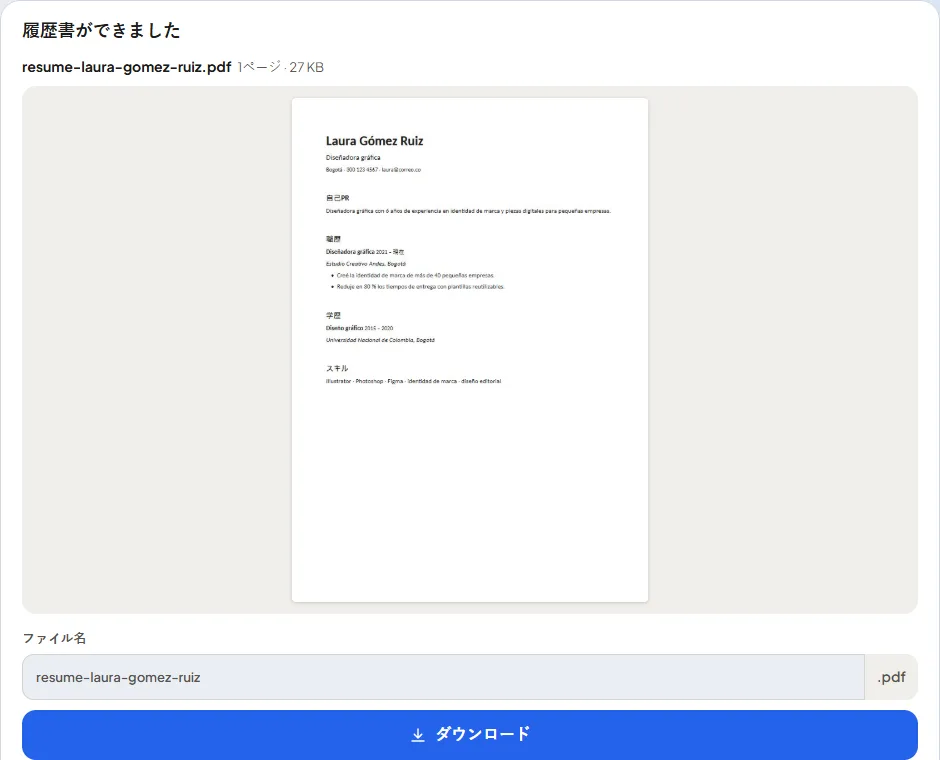 履歴書ができました
resume-laura-gomez-ruiz.pdf 1ページ · 27 KB
Laura Gómez Ruiz
Diseñadora gráfica
Bogotá · 300 123 4567 · laura@correo.co
自己PR
Diseñadora gráfica con 6 años de experiencia en identidad de marca y piezas digitales para pequeñas empresas.
職歴
Diseñadora gráfica 2021 – 現在
Estudio Creativo Andes, Bogotá
• Creé la identidad de marca de más de 40 pequeñas empresas.
• Reduje en 30 % los tiempos de entrega con plantillas reutilizables.
学歴
Diseño gráfico 2015 – 2020
Universidad Nacional de Colombia, Bogotá
スキル
Illustrator · Photoshop · Figma · Identidad de marca · diseño editorial
ファイル名
resume-laura-gomez-ruiz .pdf
ダウンロード